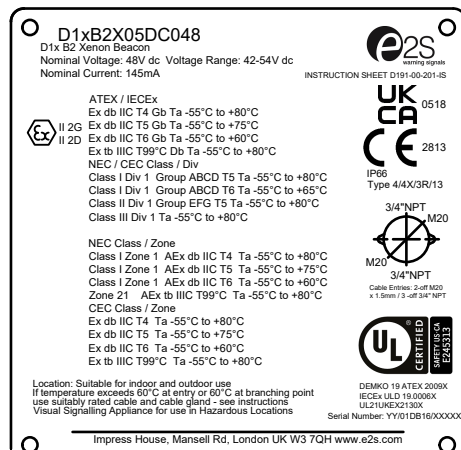 D1xB2X05DC048
D1x B2 Xenon Beacon
Nominal Voltage: 48V dc  Voltage Range: 42-54V dc
Nominal Current: 145mA
e2S
warning signals
INSTRUCTION SHEET D191-00-201-IS
ATEX / IECEx
Ex db IIC T4 Gb Ta -55°C to +80°C
Ex db IIC T5 Gb Ta -55°C to +75°C
Ex db IIC T6 Gb Ta -55°C to +60°C
Ex tb IIIC T99°C Db Ta -55°C to +80°C
Ex
II 2G
II 2D
NEC / CEC Class / Div
Class I Div 1  Group ABCD T5 Ta -55°C to +80°C
Class I Div 1  Group ABCD T6 Ta -55°C to +65°C
Class II Div 1 Group EFG T5 Ta -55°C to +80°C
Class III Div 1 Ta -55°C to +80°C
NEC Class / Zone
Class I Zone 1  AEx db IIC T4  Ta -55°C to +80°C
Class I Zone 1  AEx db IIC T5  Ta -55°C to +75°C
Class I Zone 1  AEx db IIC T6  Ta -55°C to +60°C
Zone 21   AEx tb IIIC T99°C  Ta -55°C to +80°C
CEC Class / Zone
Ex db IIC T4  Ta -55°C to +80°C
Ex db IIC T5  Ta -55°C to +75°C
Ex db IIC T6  Ta -55°C to +60°C
Ex tb IIIC T99°C  Ta -55°C to +80°C
UK
CA
0518
CE
2813
IP66
Type 4/4X/3R/13
3/4"NPT
M20
M20
3/4"NPT
Cable Entries: 2-off M20
x 1.5mm / 3 -off 3/4" NPT
UL
CERTIFIED
SAFETY US-CA
E245313
Location: Suitable for indoor and outdoor use
If temperature exceeds 60°C at entry or 60°C at branching point
use suitably rated cable and cable gland - see instructions
Visual Signalling Appliance for use in Hazardous Locations
DEMKO 19 ATEX 2009X
IECEx ULD 19.0006X
UL21UKEX2130X
Serial Number: YY/01DB16/XXXXX
Impress House, Mansell Rd, London UK W3 7QH www.e2s.com